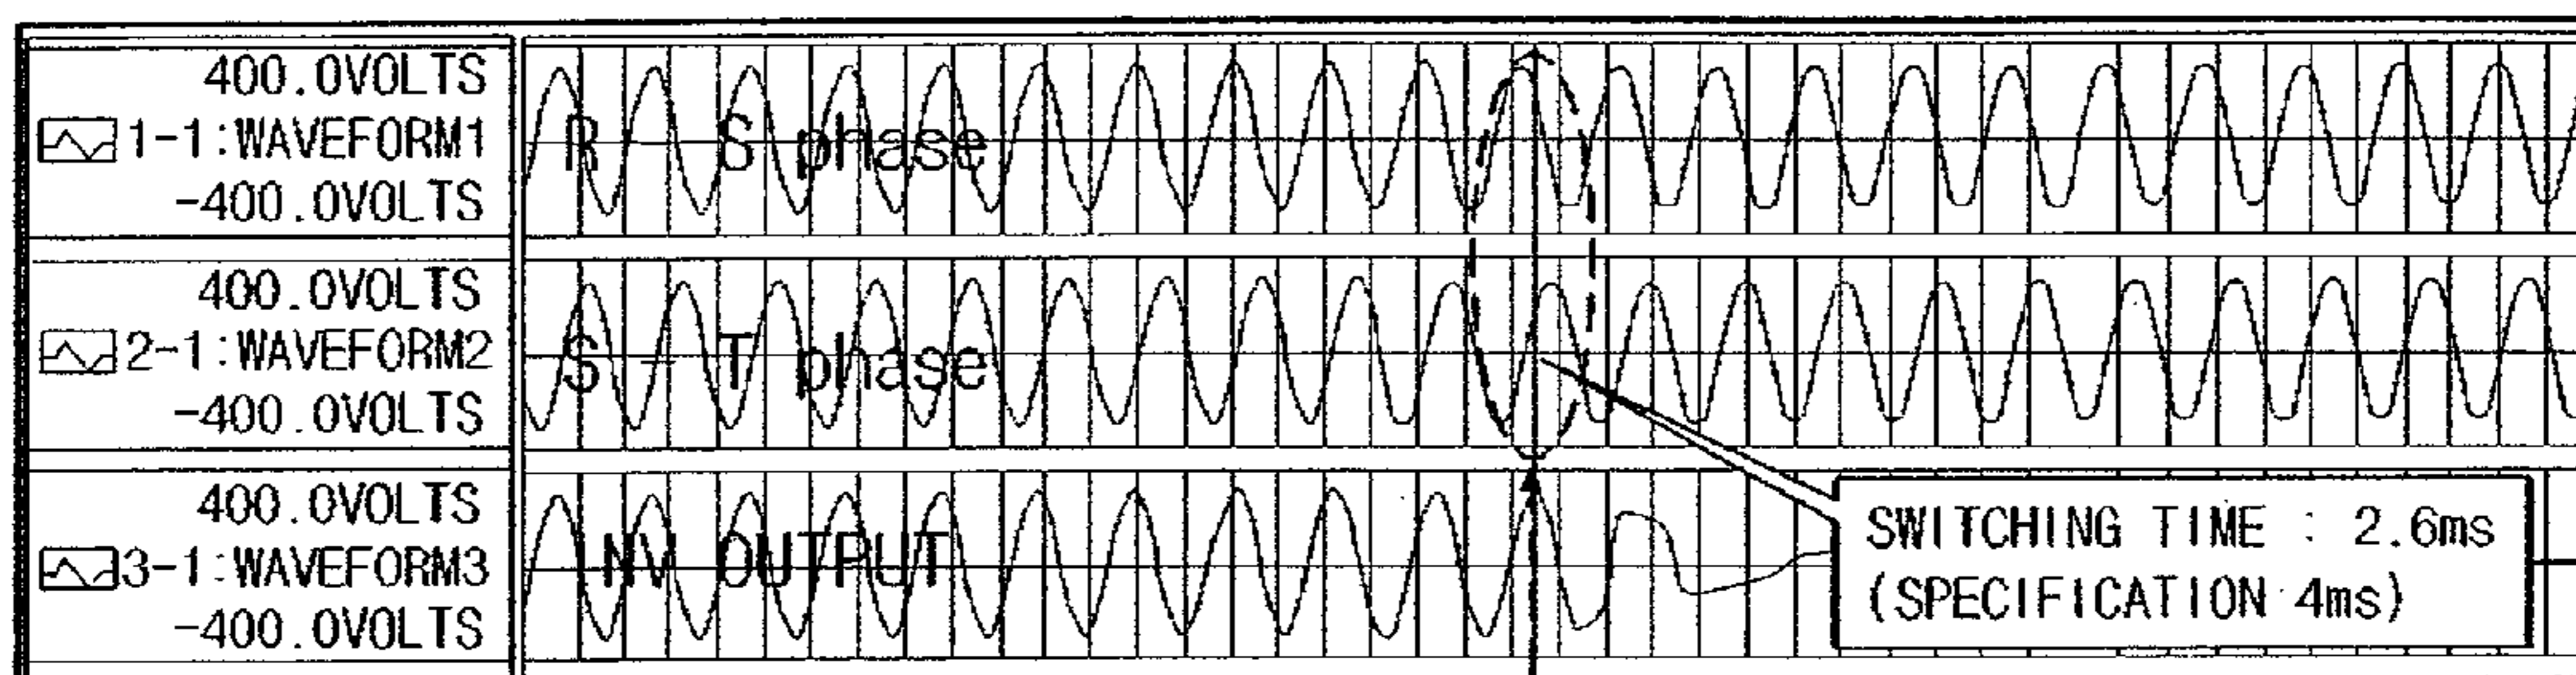 400.0VOLTS
1-1:WAVEFORM1
-400.0VOLTS
R - S phase
400.0VOLTS
2-1:WAVEFORM2
-400.0VOLTS
S - T phase
400.0VOLTS
3-1:WAVEFORM3
-400.0VOLTS
NV OUTPUT
SWITCHING TIME : 2.6ms
(SPECIFICATION 4ms)